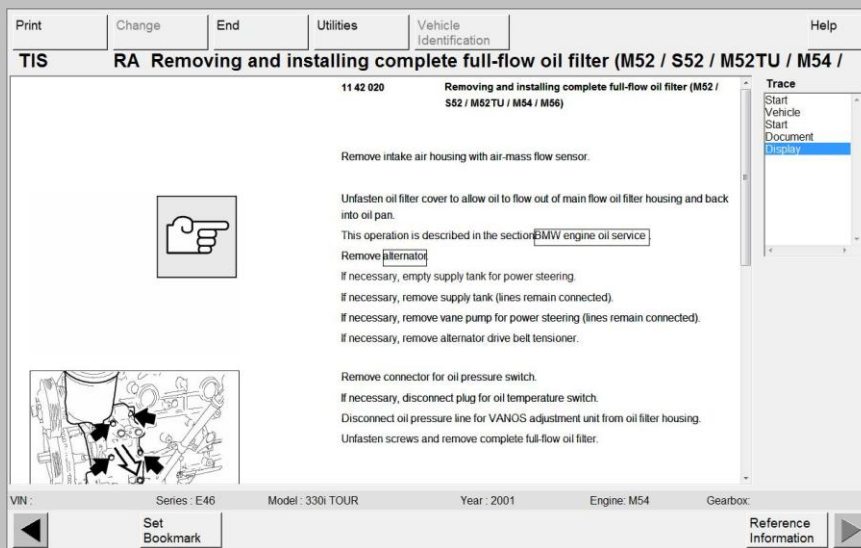 Print
Change
End
Utilities
Vehicle
Identification
Help
TIS RA Removing and installing complete full-flow oil filter (M52 / S52 / M52TU / M54 /
11 42 020
Removing and installing complete full-flow oil filter (M52 /
S52 / M52TU / M54 / M56)
Remove intake air housing with air-mass flow sensor.
Unfasten oil filter cover to allow oil to flow out of main flow oil filter housing and back
into oil pan.
This operation is described in the section BMW engine oil service .
Remove alternator.
If necessary, empty supply tank for power steering.
If necessary, remove supply tank (lines remain connected).
If necessary, remove vane pump for power steering (lines remain connected).
If necessary, remove alternator drive belt tensioner.
Remove connector for oil pressure switch.
If necessary, disconnect plug for oil temperature switch.
Disconnect oil pressure line for VANOS adjustment unit from oil filter housing.
Unfasten screws and remove complete full-flow oil filter.
Trace
Start
Vehicle
Start
Document
Display
VIN : Series : E46 Model : 330i TOUR Year : 2001 Engine: M54 Gearbox:
Set
Bookmark
Reference
Information